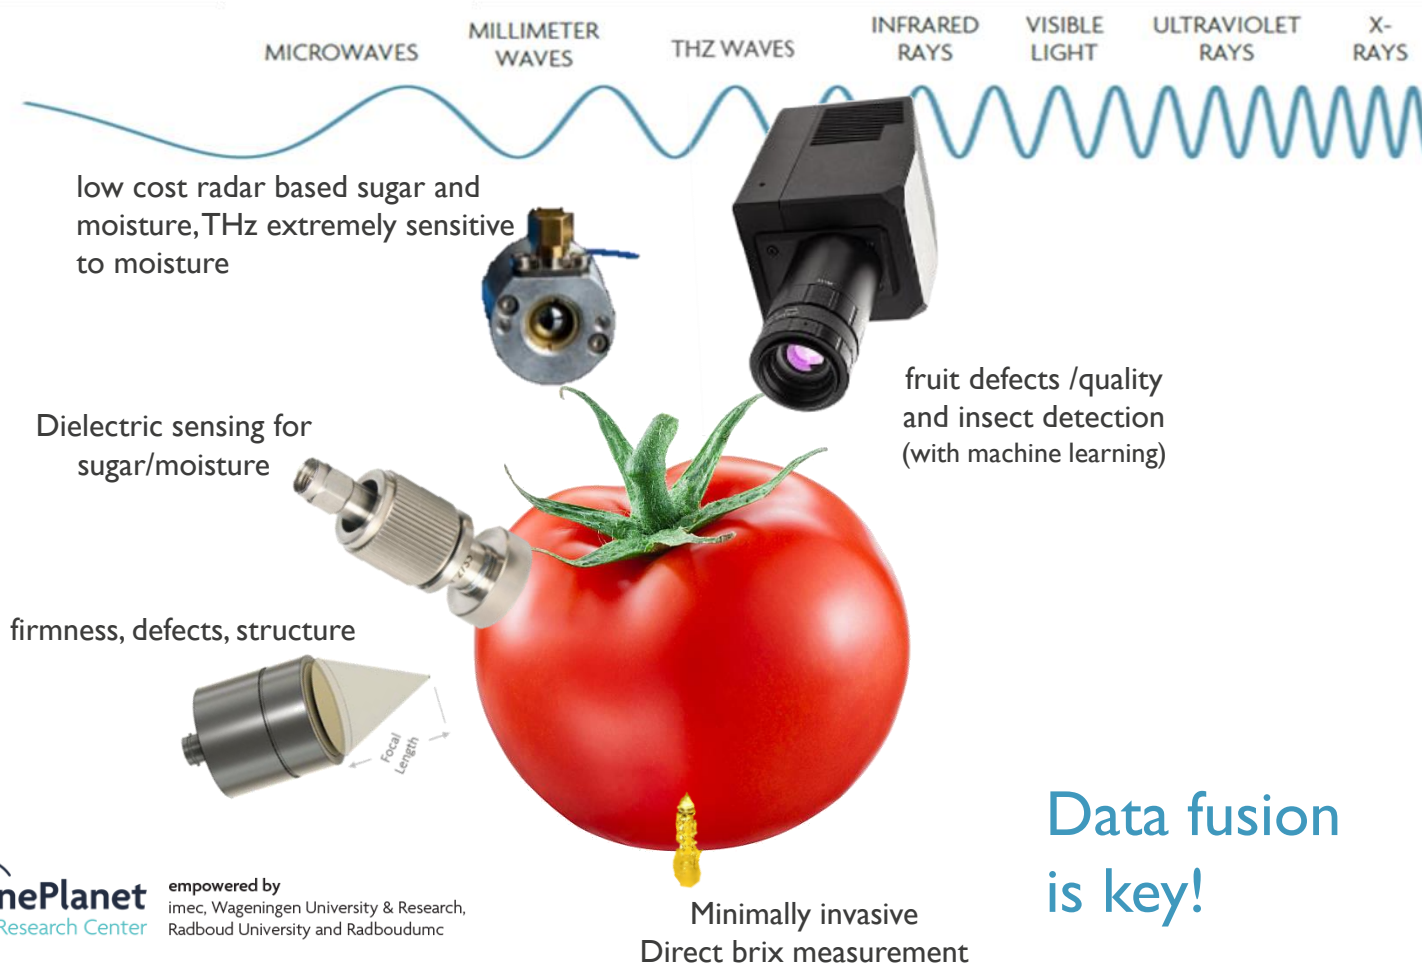 MICROWAVES
MILLIMETER
WAVES
THZ WAVES
INFRARED
RAYS
VISIBLE
LIGHT
ULTRAVIOLET
RAYS
X-
RAYS
low cost radar based sugar and
moisture, THz extremely sensitive
to moisture
fruit defects /quality
and insect detection
(with machine learning)
Dielectric sensing for
sugar/moisture
firmness, defects, structure
Focal
Length
Data fusion
is key!
nePlanet
Research Center
empowered by
imec, Wageningen University & Research,
Radboud University and Radboudumc
Minimally invasive
Direct brix measurement